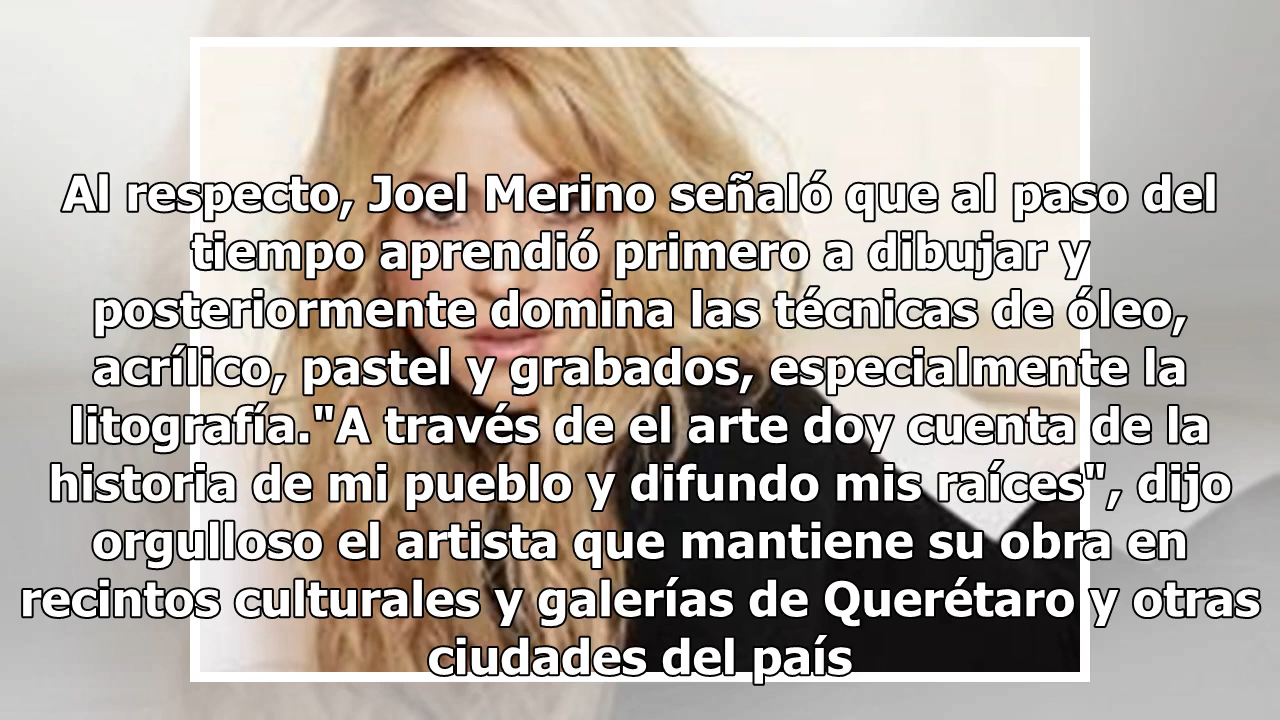 Al respecto, Joel Merino señaló que al paso del
tiempo aprendió primero a dibujar y
posteriormente domina las técnicas de óleo,
acrílico, pastel y grabados, especialmente la
litografía."A través de el arte doy cuenta de la
historia de mi pueblo y difundo mis raíces", dijo
orgulloso el artista que mantiene su obra en
recintos culturales y galerías de Querétaro y otras
ciudades del país